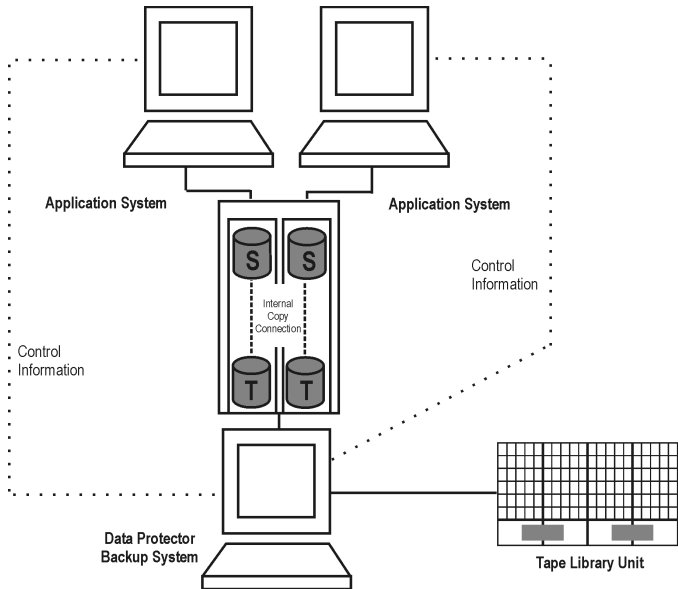 Application System
Application System
S
S
Control
Information
Internal
Copy
Connection
Control
Information
T
T
Data Protector
Backup System
Tape Library Unit